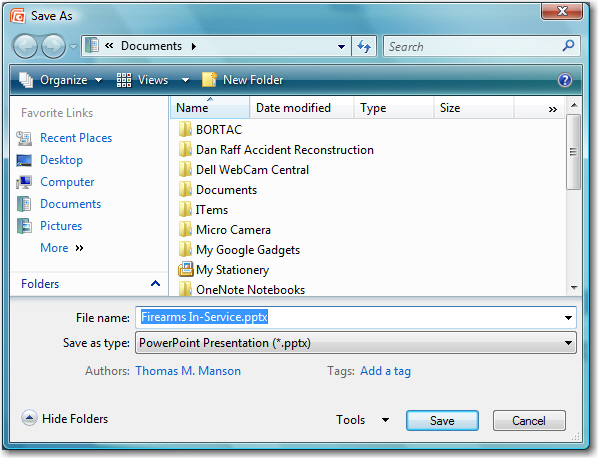 Save As
« Documents
Search
Organize
Views
New Folder
Favorite Links
Recent Places
Desktop
Computer
Documents
Pictures
More »
Folders
Name Date modified Type Size »
BORTAC
Dan Raff Accident Reconstruction
Dell WebCam Central
Documents
ITems
Micro Camera
My Google Gadgets
My Stationery
OneNote Notebooks
File name: Firearms In-Service.pptx
Save as type: PowerPoint Presentation (*.pptx)
Authors: Thomas M. Manson Tags: Add a tag
Hide Folders Tools Save Cancel